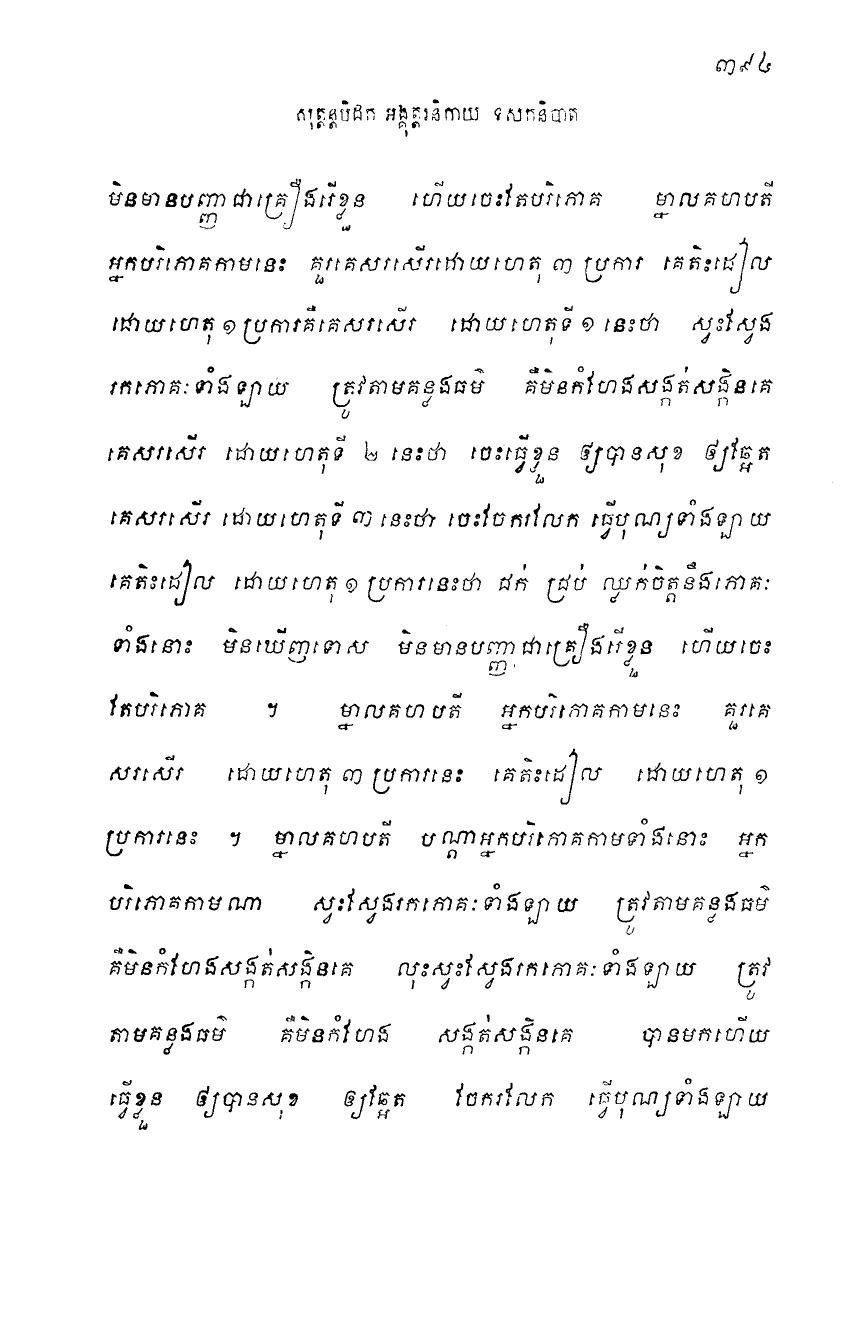 ៣៩៤
សុត្តន្តបិដក អង្គុត្តរនិកាយ ទសកនិបាត
មិនមានបញ្ញាជាគ្រឿងរើខ្លួន ហើយចេះតែបរិភោគ ម្នាលគហបតី
អ្នកបរិភោគកាមនេះ គួរគេសរសើរដោយហេតុ ៣ ប្រការ គេតិះដៀល
ដោយហេតុ ១ ប្រការគឺគេសរសើរ ដោយហេតុទី ១ នេះថា ស្វះស្វែង
រកភោគៈទាំងឡាយ ត្រូវតាមគន្លងធម៌ គឺមិនកំហែងសង្កត់សង្កិនគេ
គេសរសើរ ដោយហេតុទី ២ នេះថា ចេះធ្វើខ្លួន ឲ្យបានសុខ ឲ្យឆ្អែត
គេសរសើរ ដោយហេតុទី ៣ នេះថា ចេះចែករលែក ធ្វើបុណ្យទាំងឡាយ
គេតិះដៀល ដោយហេតុ ១ ប្រការនេះថា ជក់ ជ្រប់ ឈ្លក់ចិត្តនឹងភោគៈ
ទាំងនោះ មិនឃើញទោស មិនមានបញ្ញាជាគ្រឿងរើខ្លួន ហើយចេះ
តែបរិភោគ ។ ម្នាលគហបតី អ្នកបរិភោគកាមនេះ គួរគេ
សរសើរ ដោយហេតុ ៣ ប្រការនេះ គេតិះដៀល ដោយហេតុ ១
ប្រការនេះ ។ ម្នាលគហបតី បណ្តាអ្នកបរិភោគកាមទាំងនោះ អ្នក
បរិភោគកាមណា ស្វះស្វែងរកភោគៈទាំងឡាយ ត្រូវតាមគន្លងធម៌
គឺមិនកំហែងសង្កត់សង្កិនគេ លុះស្វះស្វែងរកភោគៈទាំងឡាយ ត្រូវ
តាមគន្លងធម៌ គឺមិនកំហែង សង្កត់សង្កិនគេ បានមកហើយ
ធ្វើខ្លួន ឲ្យបានសុខ ឲ្យឆ្អែត ចែករលែក ធ្វើបុណ្យទាំងឡាយ